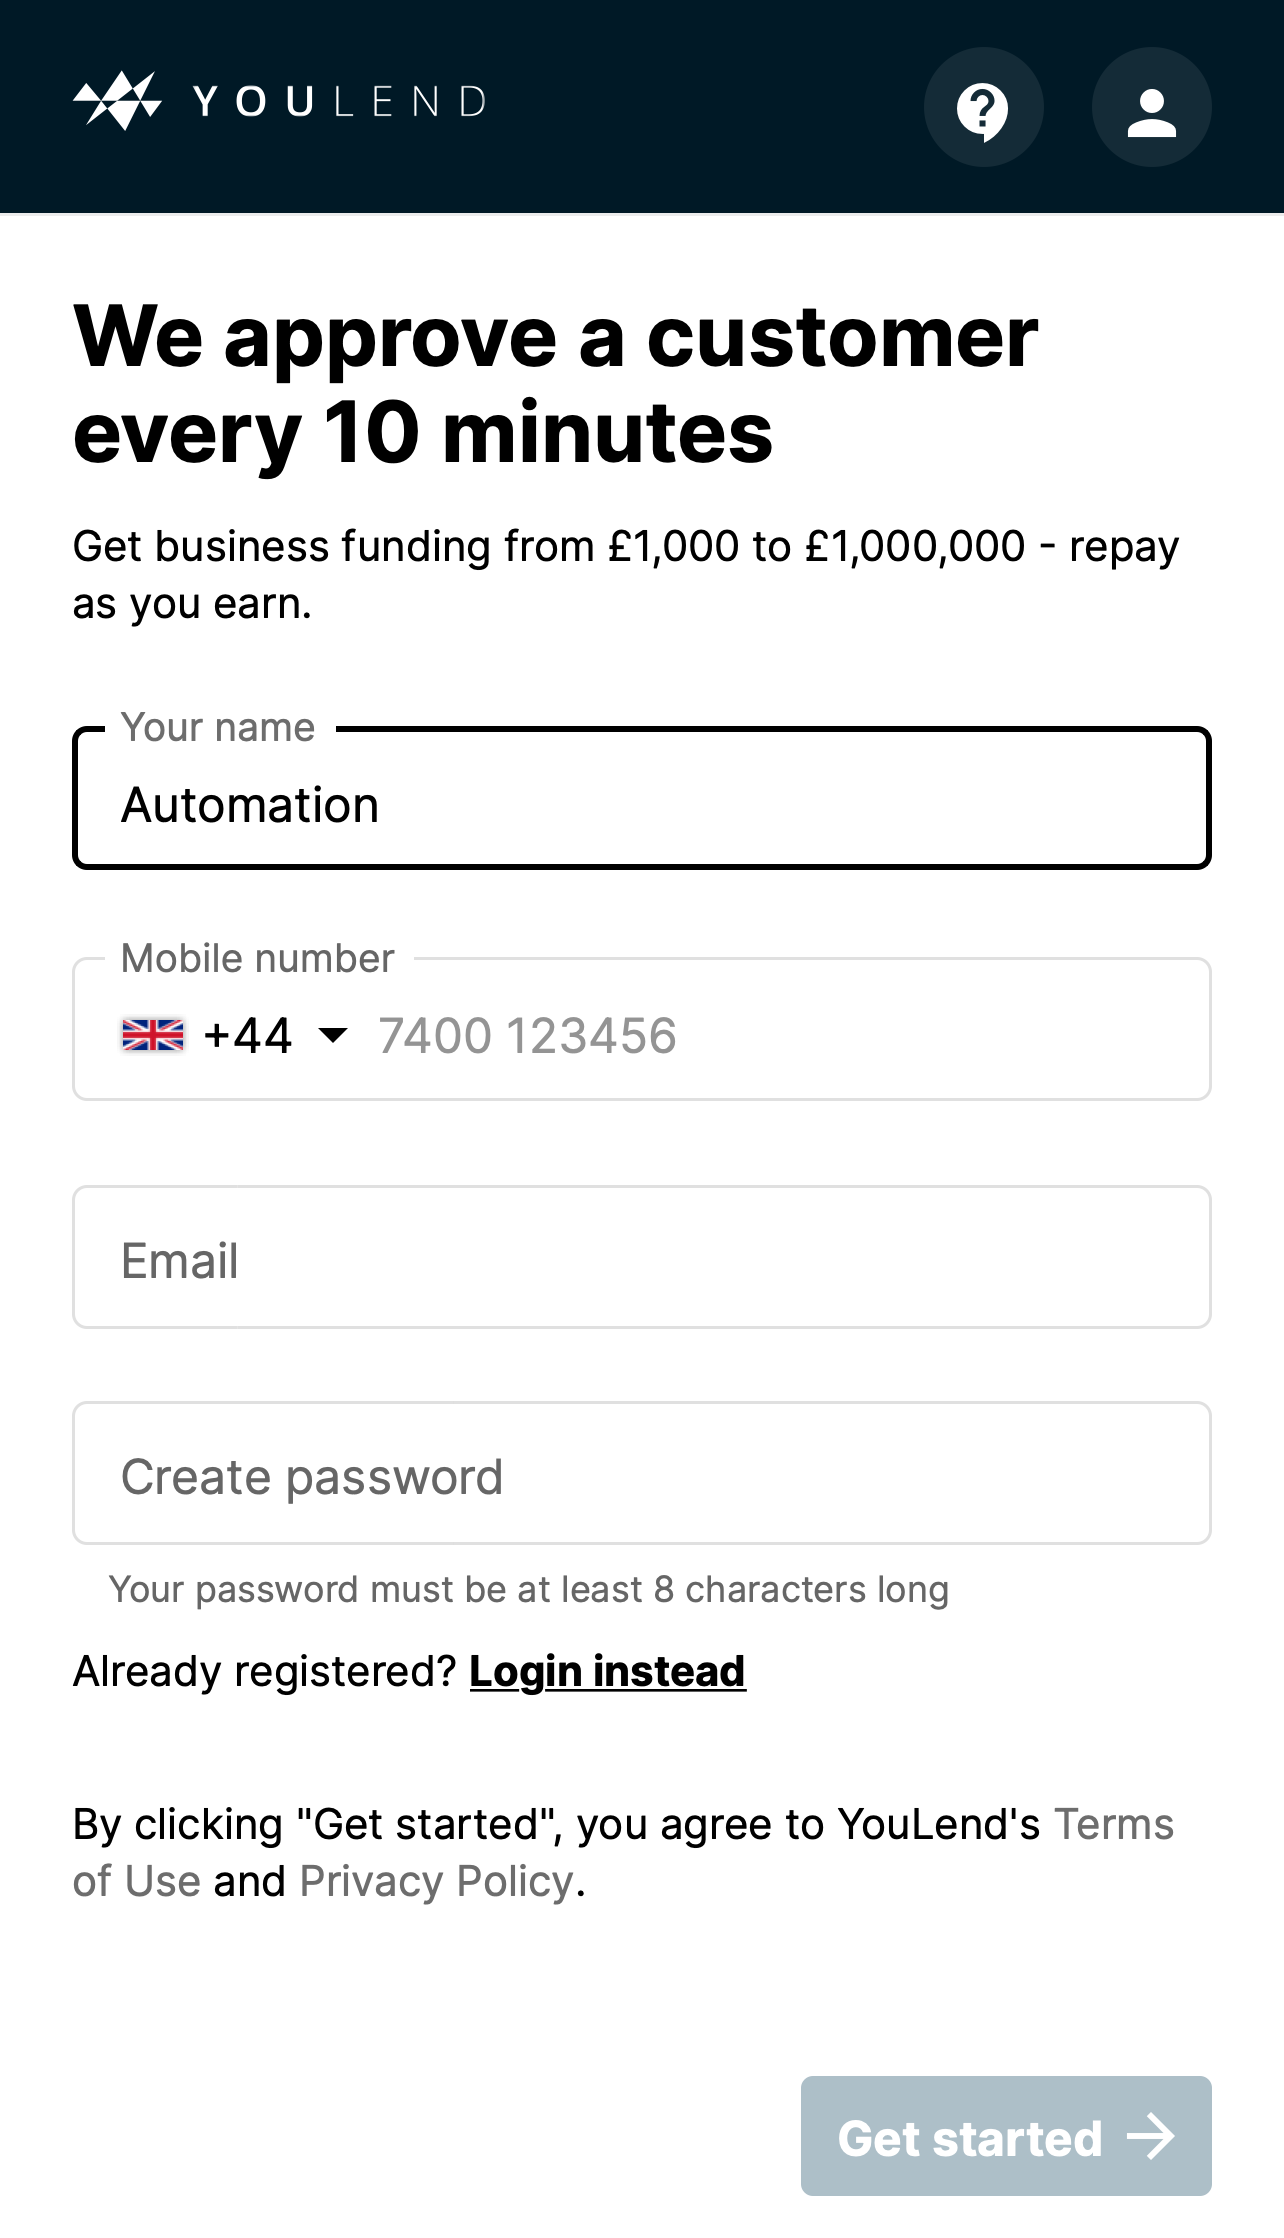 YOULEND
We approve a customer
every 10 minutes
Get business funding from £1,000 to £1,000,000 - repay
as you earn.
Your name
Automation
Mobile number
+44 7400 123456
Email
Create password
Your password must be at least 8 characters long
Already registered? Login instead
By clicking "Get started", you agree to YouLend's Terms
of Use and Privacy Policy.
Get started